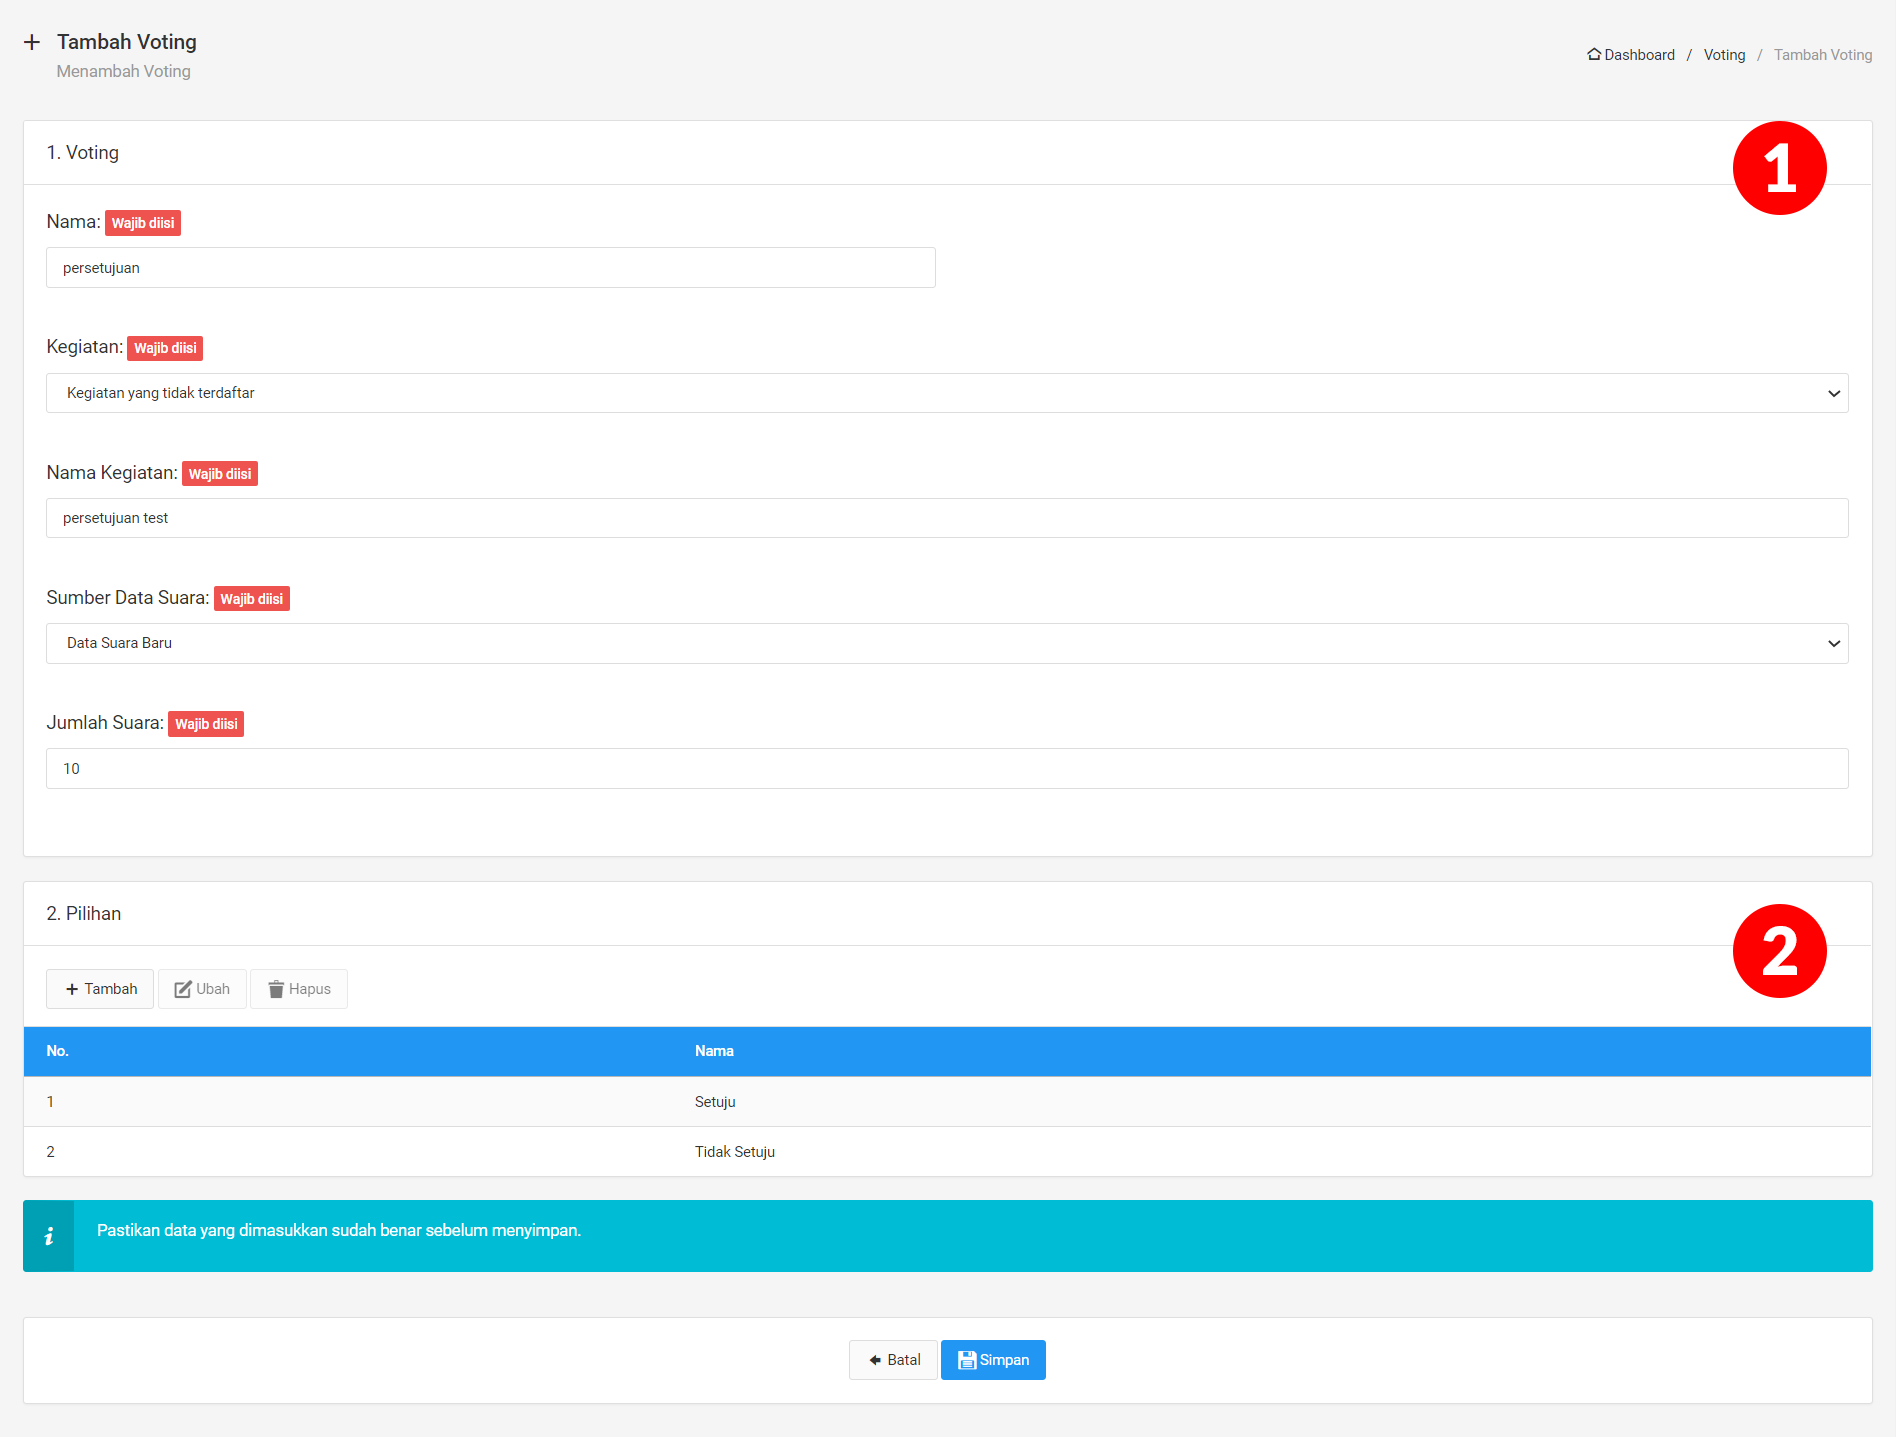 Tambah Voting
Menambah Voting
Dashboard / Voting / Tambah Voting
1. Voting
1
Nama: Wajib diisi
persetujuan
Kegiatan: Wajib diisi
Kegiatan yang tidak terdaftar
Nama Kegiatan: Wajib diisi
persetujuan test
Sumber Data Suara: Wajib diisi
Data Suara Baru
Jumlah Suara: Wajib diisi
10
2. Pilihan
2
Tambah Ubah Hapus
No. Nama
1 Setuju
2 Tidak Setuju
Pastikan data yang dimasukkan sudah benar sebelum menyimpan.
Batal Simpan